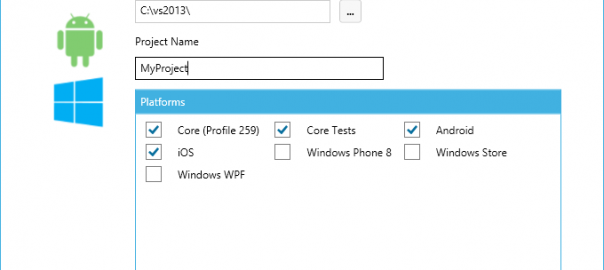 C:\vs2013\ ...
Project Name
MyProject
Platforms
Core (Profile 259) Core Tests Android
iOS Windows Phone 8 Windows Store
Windows WPF